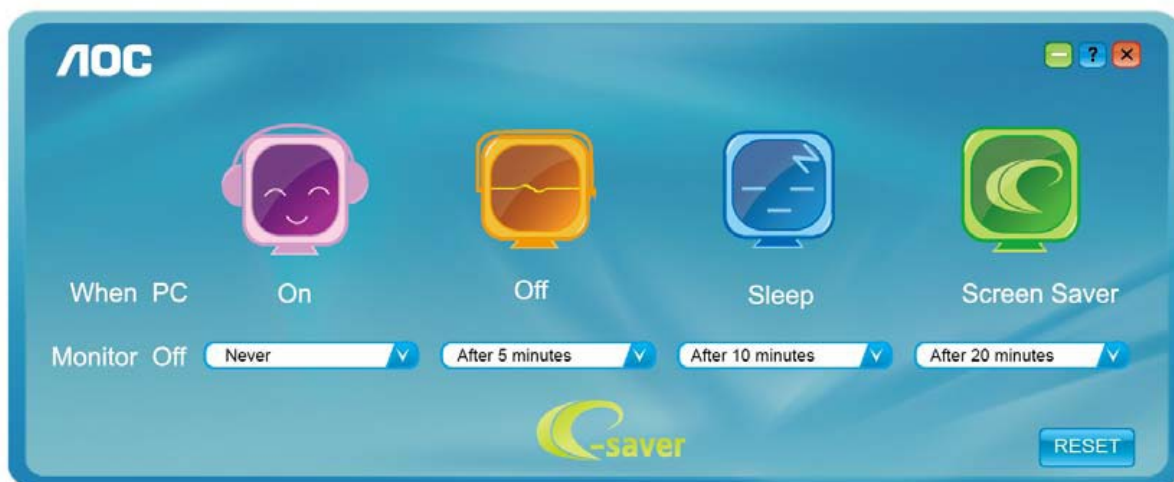 AOC
?
When PC On Off Sleep Screen Saver
Monitor Off Never After 5 minutes After 10 minutes After 20 minutes
e-saver
RESET